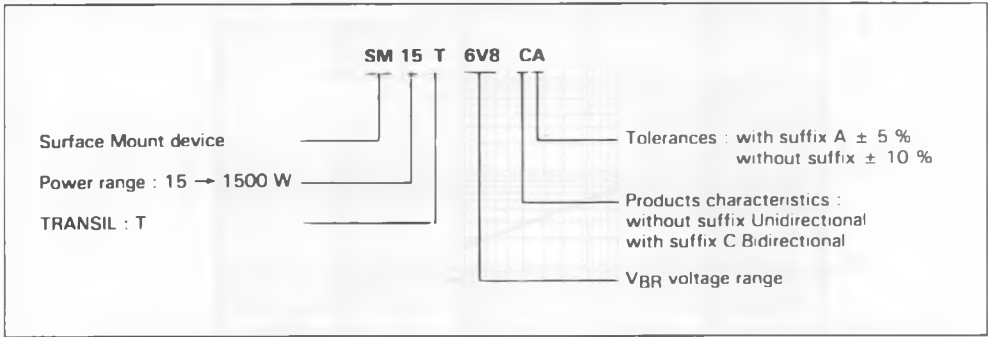 SM 15 T 6V8 CA
Surface Mount device
Power range : 15 → 1500 W
TRANSIL : T
Tolerances : with suffix A ± 5 %
without suffix ± 10 %
Products characteristics :
without suffix Unidirectional
with suffix C Bidirectional
VBR voltage range